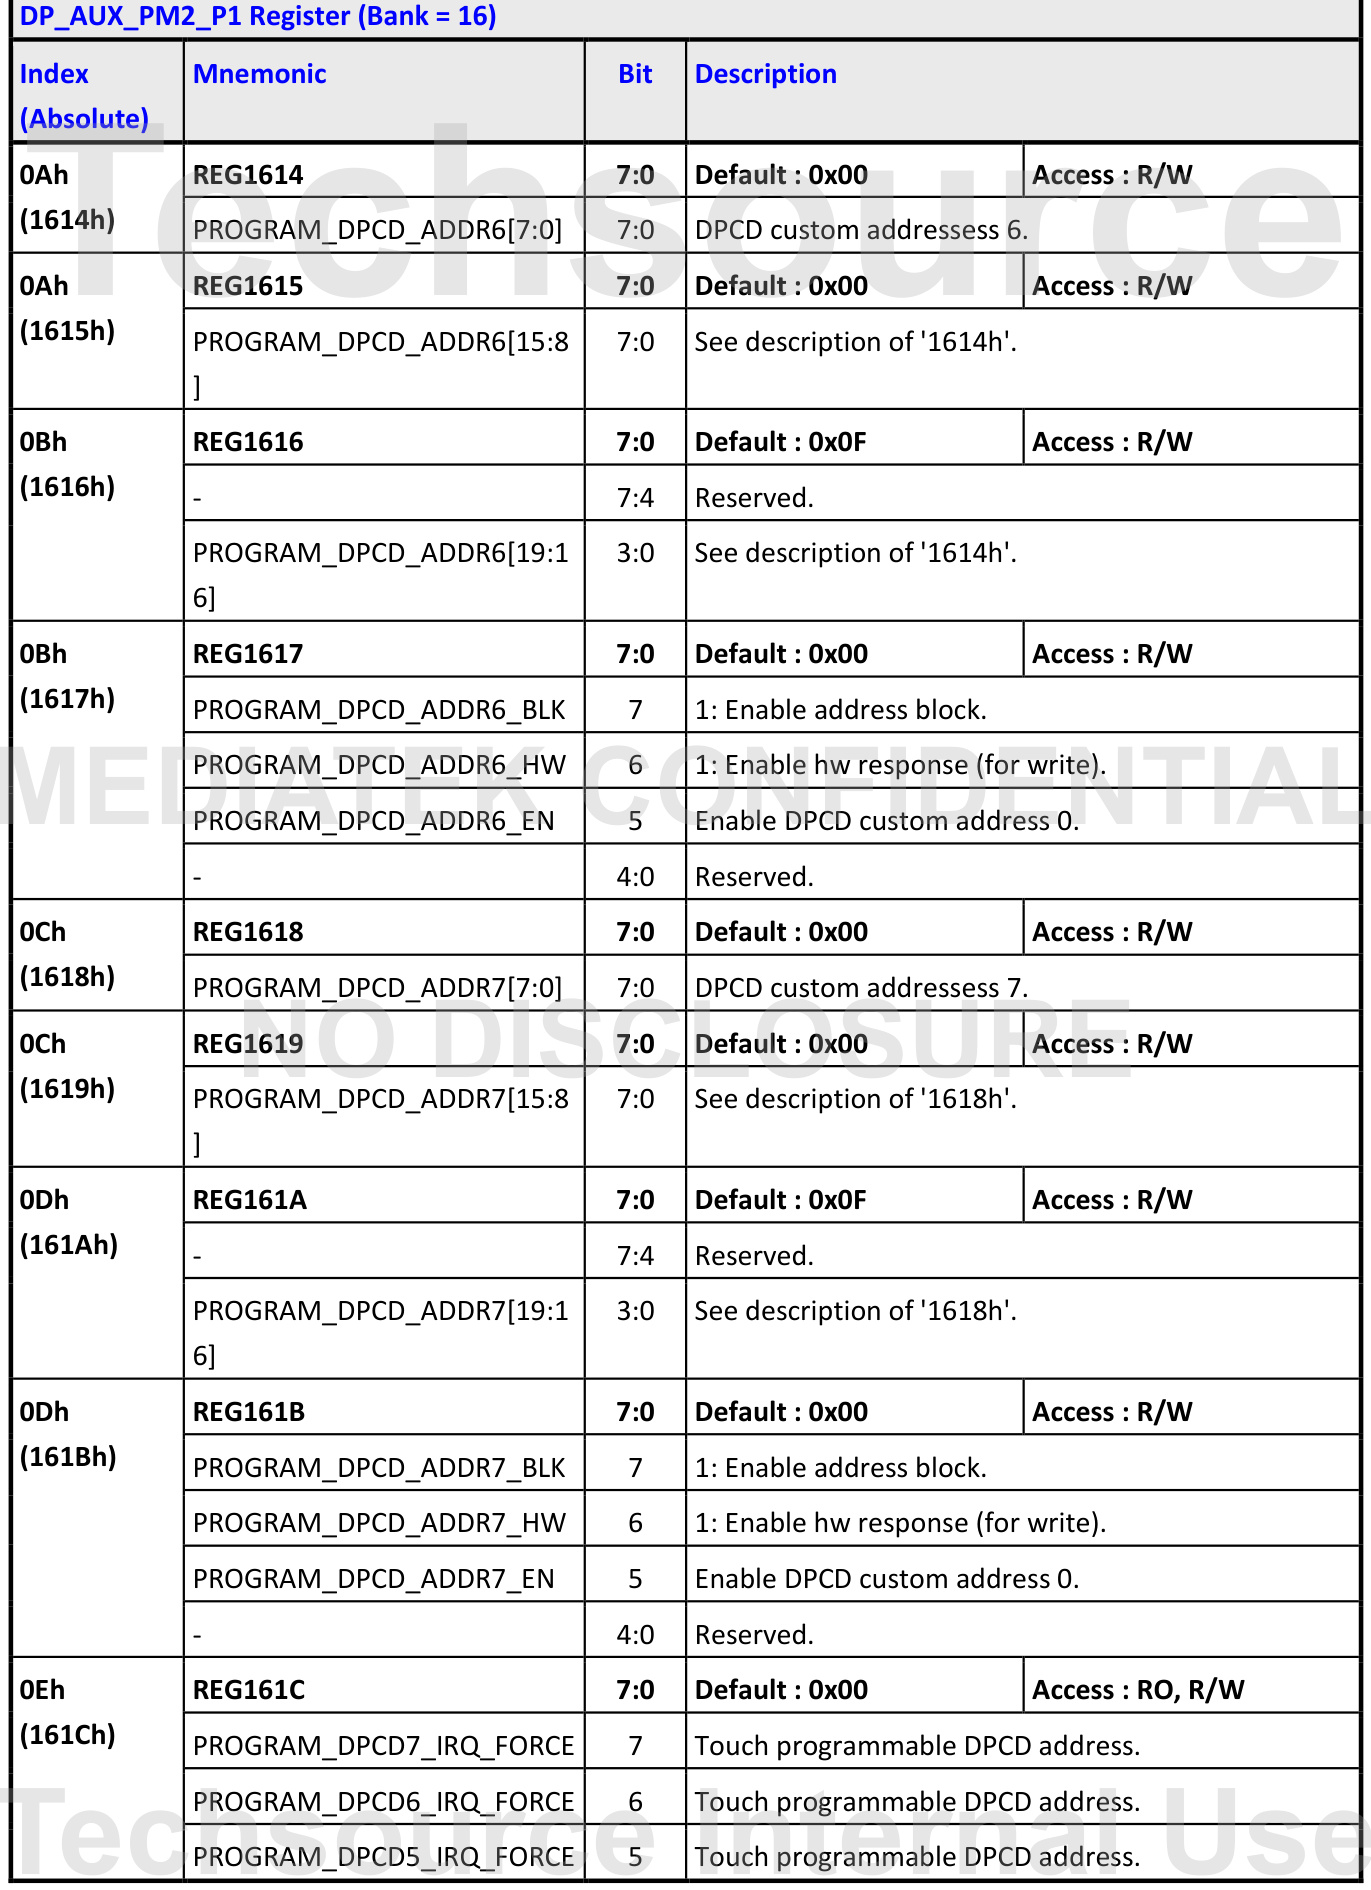 DP_AUX_PM2_P1 Register (Bank = 16)
Index (Absolute) Mnemonic Bit Description
0Ah (1614h) REG1614 7:0 Default : 0x00 Access : R/W
PROGRAM_DPCD_ADDR6[7:0] 7:0 DPCD custom addressess 6.
0Ah (1615h) REG1615 7:0 Default : 0x00 Access : R/W
PROGRAM_DPCD_ADDR6[15:8] 7:0 See description of '1614h'.
0Bh (1616h) REG1616 7:0 Default : 0x0F Access : R/W
- 7:4 Reserved.
PROGRAM_DPCD_ADDR6[19:16] 3:0 See description of '1614h'.
0Bh (1617h) REG1617 7:0 Default : 0x00 Access : R/W
PROGRAM_DPCD_ADDR6_BLK 7 1: Enable address block.
PROGRAM_DPCD_ADDR6_HW 6 1: Enable hw response (for write).
PROGRAM_DPCD_ADDR6_EN 5 Enable DPCD custom address 0.
- 4:0 Reserved.
0Ch (1618h) REG1618 7:0 Default : 0x00 Access : R/W
PROGRAM_DPCD_ADDR7[7:0] 7:0 DPCD custom addressess 7.
0Ch (1619h) REG1619 7:0 Default : 0x00 Access : R/W
PROGRAM_DPCD_ADDR7[15:8] 7:0 See description of '1618h'.
0Dh (161Ah) REG161A 7:0 Default : 0x0F Access : R/W
- 7:4 Reserved.
PROGRAM_DPCD_ADDR7[19:16] 3:0 See description of '1618h'.
0Dh (161Bh) REG161B 7:0 Default : 0x00 Access : R/W
PROGRAM_DPCD_ADDR7_BLK 7 1: Enable address block.
PROGRAM_DPCD_ADDR7_HW 6 1: Enable hw response (for write).
PROGRAM_DPCD_ADDR7_EN 5 Enable DPCD custom address 0.
- 4:0 Reserved.
0Eh (161Ch) REG161C 7:0 Default : 0x00 Access : RO, R/W
PROGRAM_DPCD7_IRQ_FORCE 7 Touch programmable DPCD address.
PROGRAM_DPCD6_IRQ_FORCE 6 Touch programmable DPCD address.
PROGRAM_DPCD5_IRQ_FORCE 5 Touch programmable DPCD address.
Techsource
MEDIATEK CONFIDENTIAL
NO DISCLOSURE
Techsource Internal Use